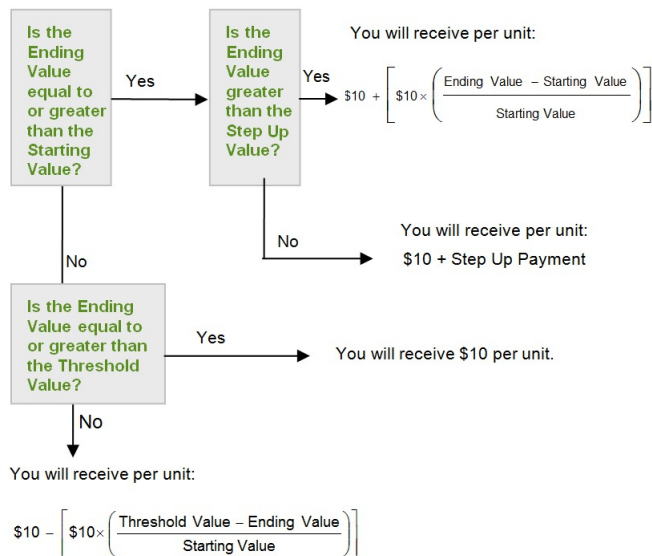 Is the
Ending
Value
equal to
or greater
than the
Starting
Value?
Yes
Is the
Ending
Value
greater
than the
Step Up
Value?
Yes
You will receive per unit:
$10 + [ $10 × ( Ending Value – Starting Value
Starting Value ) ]
No
You will receive per unit:
$10 + Step Up Payment
No
Is the Ending
Value equal to
or greater than
the Threshold
Value?
Yes
You will receive $10 per unit.
No
You will receive per unit:
$10 – [ $10× ( Threshold Value – Ending Value
Starting Value ) ]